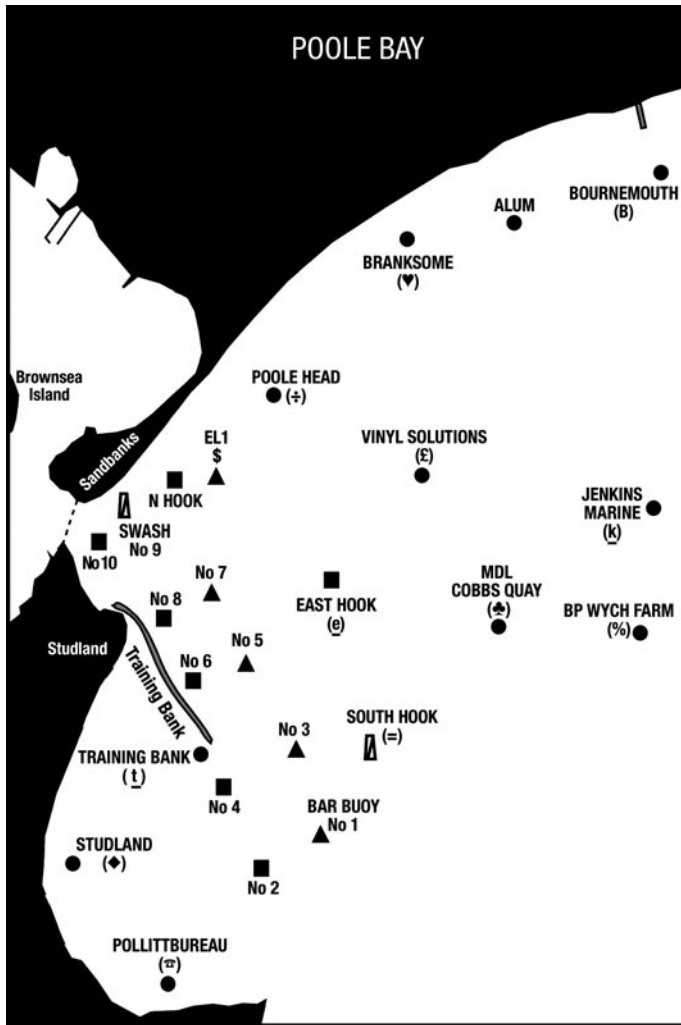 POOLE BAY
BOURNEMOUTH
(B)
ALUM
BRANKSOME
(♥)
Brownsea
Island
POOLE HEAD
(÷)
Sandbanks
EL1
$
N HOOK
VINYL SOLUTIONS
(£)
JENKINS
MARINE
(k)
SWASH
No 9
No 10
No 7
No 8
EAST HOOK
(e)
MDL
COBBS QUAY
(♣)
BP WYCH FARM
(%)
Studland
Training Bank
No 5
No 6
No 3
SOUTH HOOK
(=)
TRAINING BANK
(t)
No 4
BAR BUOY
No 1
STUDLAND
(♦)
No 2
POLLITTBUREAU
(☎)